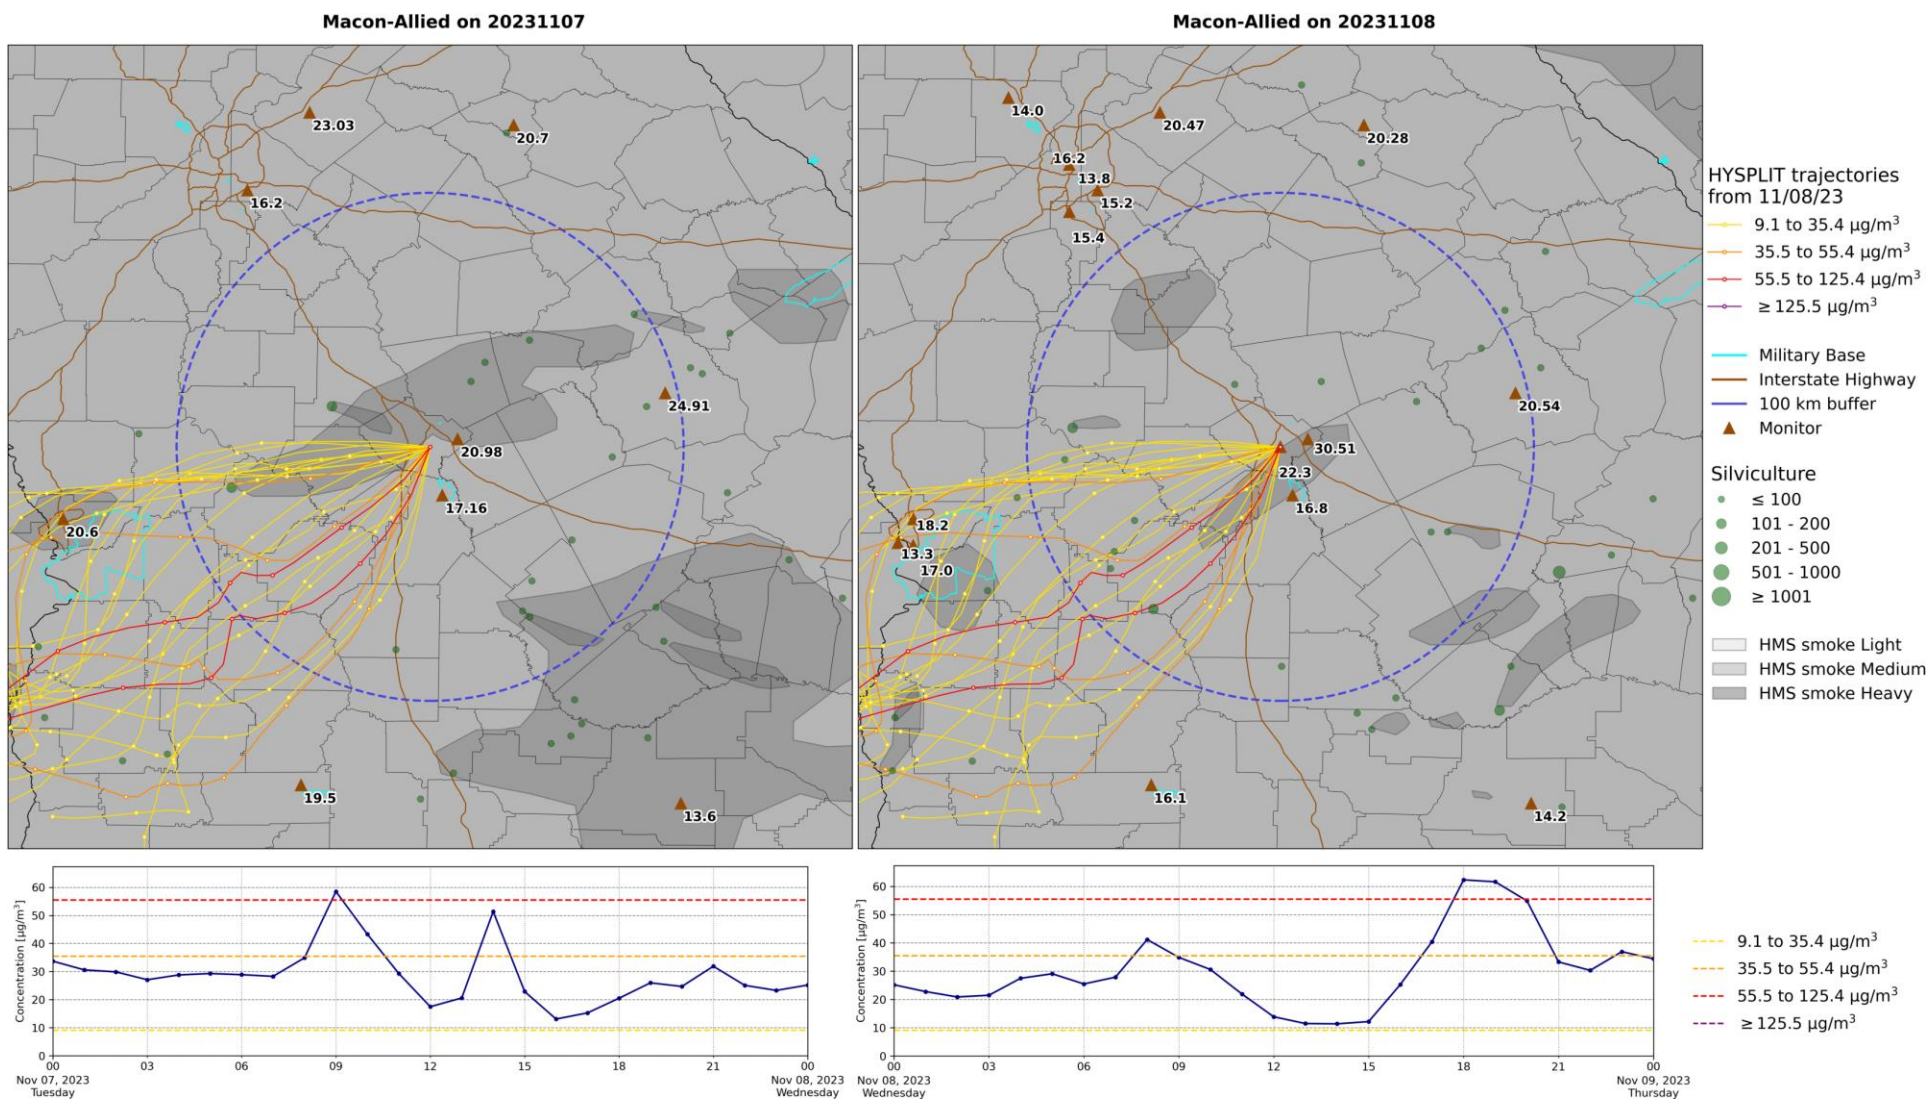 Macon-Allied on 20231107
23.03
20.7
16.2
24.91
20.98
17.16
20.6
19.5
13.6
Macon-Allied on 20231108
14.0
20.47
20.28
16.2
13.8
15.2
15.4
20.54
30.51
22.3
16.8
18.2
13.3
17.0
16.1
14.2
HYSPLIT trajectories
from 11/08/23
9.1 to 35.4 µg/m³
35.5 to 55.4 µg/m³
55.5 to 125.4 µg/m³
≥ 125.5 µg/m³
Military Base
Interstate Highway
100 km buffer
Monitor
Silviculture
≤ 100
101 - 200
201 - 500
501 - 1000
≥ 1001
HMS smoke Light
HMS smoke Medium
HMS smoke Heavy
Concentration [µg/m³]
60
50
40
30
20
10
0
00 03 06 09 12 15 18 21 00
Nov 07, 2023 Nov 08, 2023
Tuesday Wednesday
Concentration [µg/m³]
60
50
40
30
20
10
0
00 03 06 09 12 15 18 21 00
Nov 08, 2023 Nov 09, 2023
Wednesday Thursday
9.1 to 35.4 µg/m³
35.5 to 55.4 µg/m³
55.5 to 125.4 µg/m³
≥ 125.5 µg/m³